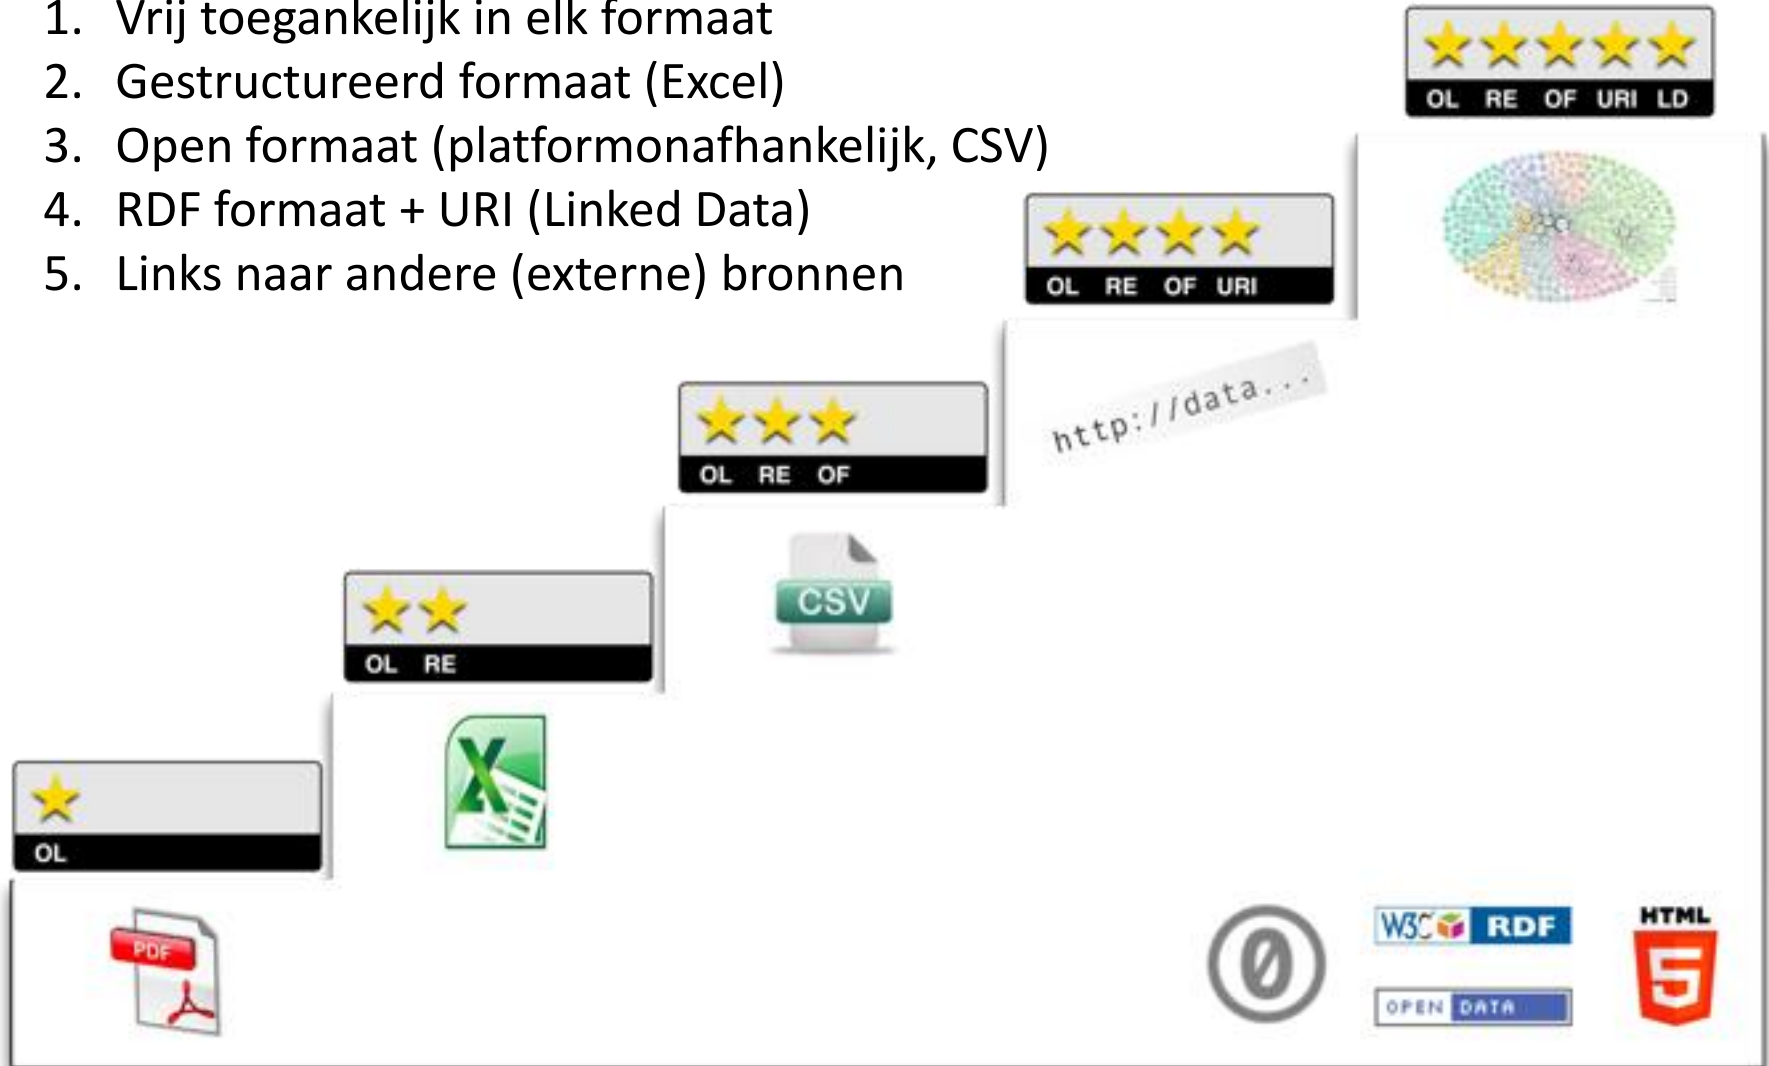 1. Vrij toegankelijk in elk formaat
2. Gestructureerd formaat (Excel)
3. Open formaat (platformonafhankelijk, CSV)
4. RDF formaat + URI (Linked Data)
5. Links naar andere (externe) bronnen
OL RE OF URI LD
OL RE OF URI
http://data...
OL RE OF
CSV
OL RE
X
OL
PDF
0
W3C RDF
OPEN DATA
HTML
5